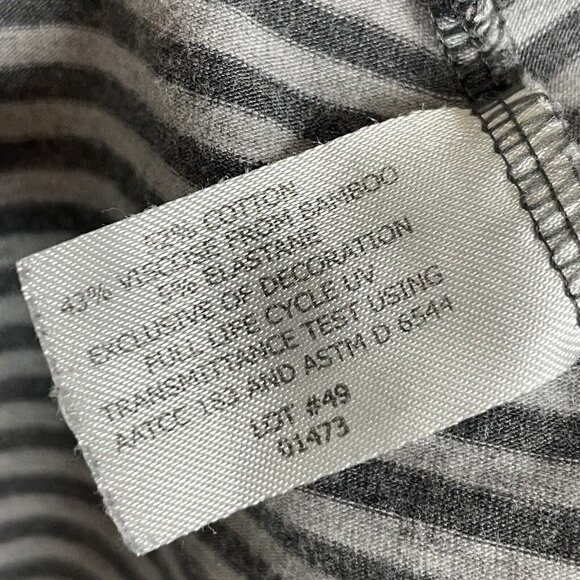 52% COTTON
43% VISCOSE FROM BAMBOO
5% ELASTANE
EXCLUSIVE OF DECORATION
FULL LIFE CYCLE UV
TRANSMITTANCE TEST USING
AATCC 183 AND ASTM D 6544
LOT #49
01473